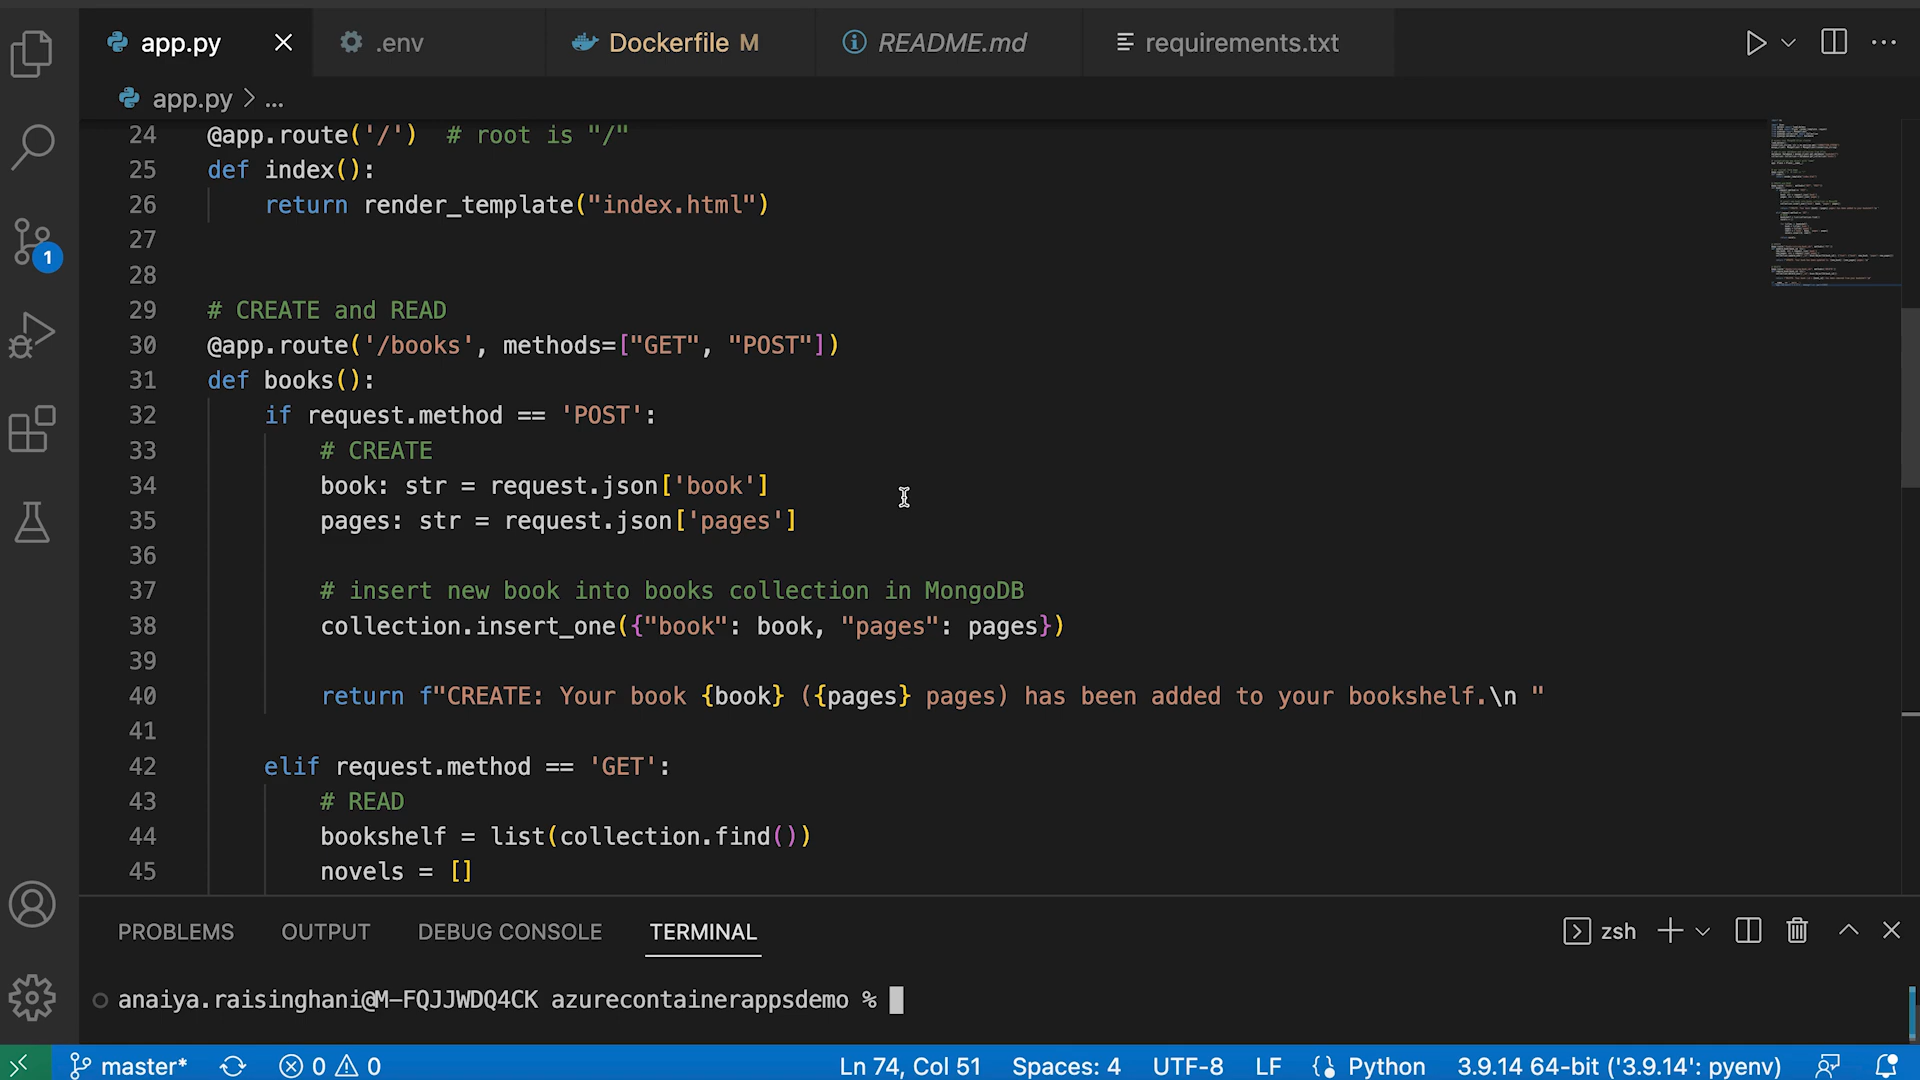 app.py .env Dockerfile M README.md requirements.txt
app.py > ...
24 @app.route('/') # root is "/"
25 def index():
26 return render_template("index.html")
27
28
29 # CREATE and READ
30 @app.route('/books', methods=["GET", "POST"])
31 def books():
32 if request.method == 'POST':
33 # CREATE
34 book: str = request.json['book']
35 pages: str = request.json['pages']
36
37 # insert new book into books collection in MongoDB
38 collection.insert_one({"book": book, "pages": pages})
39
40 return f"CREATE: Your book {book} ({pages} pages) has been added to your bookshelf.\n "
41
42 elif request.method == 'GET':
43 # READ
44 bookshelf = list(collection.find())
45 novels = []
1
PROBLEMS OUTPUT DEBUG CONSOLE TERMINAL zsh
anaiya.raisinghani@M-FQJJWDQ4CK azurecontainerappsdemo %
master* 0 0 Ln 74, Col 51 Spaces: 4 UTF-8 LF Python 3.9.14 64-bit ('3.9.14': pyenv)